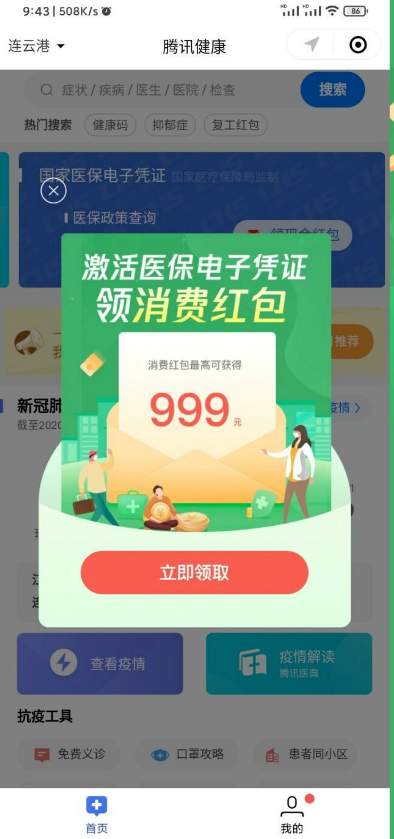 9:43 | 508K/s
HD HD 86
连云港
腾讯健康
症状 / 疾病 / 医生 / 医院 / 检查
搜索
热门搜索 健康码 抑郁症 复工红包
国家医保电子凭证 国家医疗保障局监制
医保政策查询
领现金红包
激活医保电子凭证
领消费红包
消费红包最高可获得
999元
推荐
新冠肺
疫情
截至2020
立即领取
查看疫情
疫情解读
腾讯医典
抗疫工具
免费义诊
口罩攻略
患者同小区
首页
我的